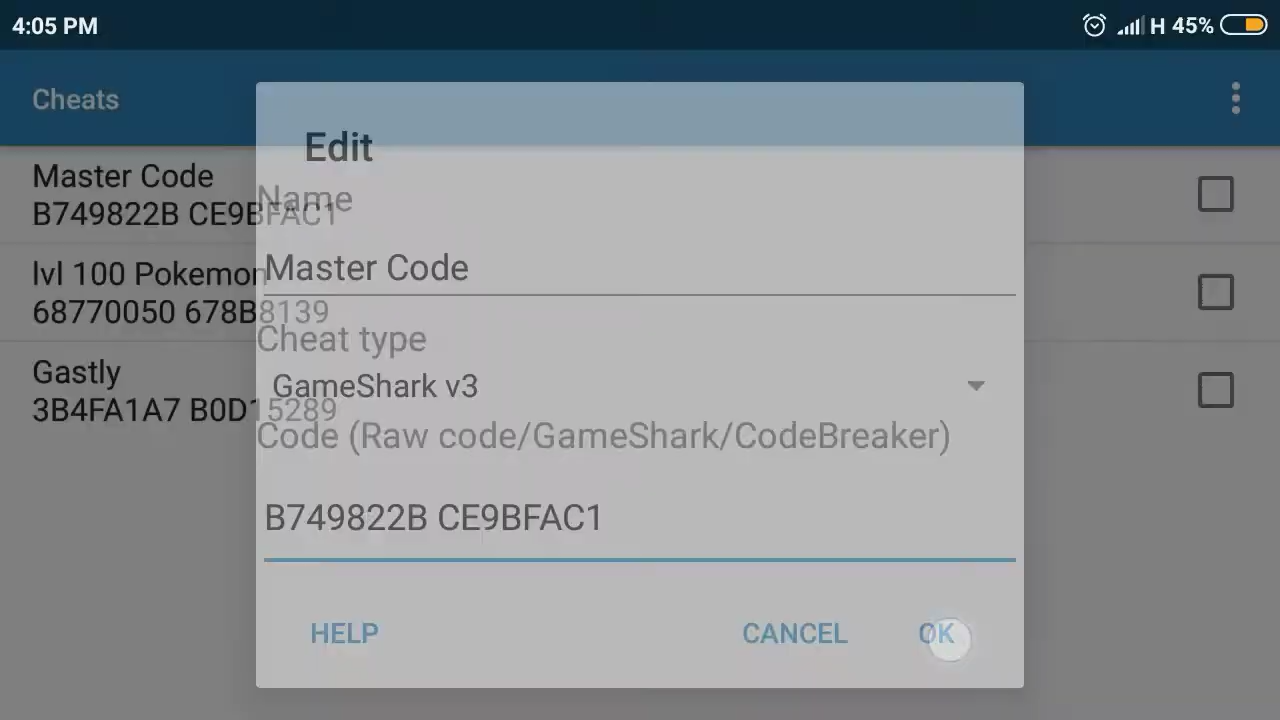 4:05 PM
H 45%
Cheats
Edit
Master Code
B749822B CE9BFAC1
Name
Master Code
lvl 100 Pokemon
68770050 678B8139
Cheat type
Gastly
GameShark v3
3B4FA1A7 B0D15289
Code (Raw code/GameShark/CodeBreaker)
B749822B CE9BFAC1
HELP
CANCEL
OK